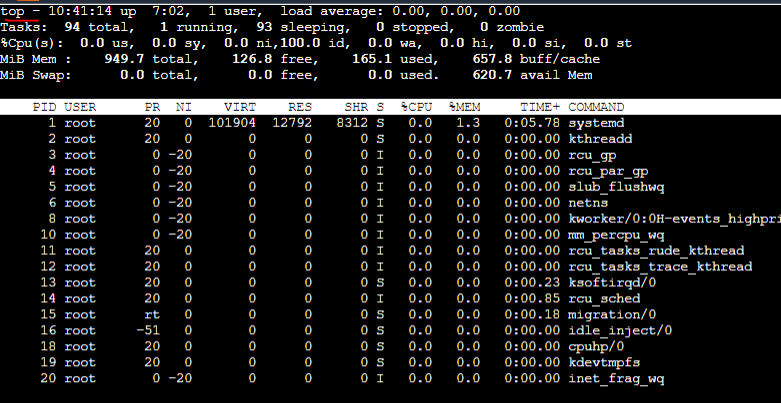 top - 10:41:14 up  7:02,  1 user,  load average: 0.00, 0.00, 0.00
Tasks:  94 total,   1 running,  93 sleeping,   0 stopped,   0 zombie
%Cpu(s):  0.0 us,  0.0 sy,  0.0 ni,100.0 id,  0.0 wa,  0.0 hi,  0.0 si,  0.0 st
MiB Mem :    949.7 total,    126.8 free,    165.1 used,    657.8 buff/cache
MiB Swap:      0.0 total,      0.0 free,      0.0 used.    620.7 avail Mem
PID USER      PR  NI    VIRT    RES    SHR S  %CPU  %MEM     TIME+ COMMAND
1 root      20   0  101904  12792   8312 S   0.0   1.3   0:05.78 systemd
2 root      20   0       0      0      0 S   0.0   0.0   0:00.00 kthreadd
3 root       0 -20       0      0      0 I   0.0   0.0   0:00.00 rcu_gp
4 root       0 -20       0      0      0 I   0.0   0.0   0:00.00 rcu_par_gp
5 root       0 -20       0      0      0 I   0.0   0.0   0:00.00 slub_flushwq
6 root       0 -20       0      0      0 I   0.0   0.0   0:00.00 netns
8 root       0 -20       0      0      0 I   0.0   0.0   0:00.00 kworker/0:0H-events_highpri
10 root       0 -20       0      0      0 I   0.0   0.0   0:00.00 mm_percpu_wq
11 root      20   0       0      0      0 I   0.0   0.0   0:00.00 rcu_tasks_rude_kthread
12 root      20   0       0      0      0 I   0.0   0.0   0:00.00 rcu_tasks_trace_kthread
13 root      20   0       0      0      0 S   0.0   0.0   0:00.23 ksoftirqd/0
14 root      20   0       0      0      0 I   0.0   0.0   0:00.85 rcu_sched
15 root      rt   0       0      0      0 S   0.0   0.0   0:00.18 migration/0
16 root     -51   0       0      0      0 S   0.0   0.0   0:00.00 idle_inject/0
18 root      20   0       0      0      0 S   0.0   0.0   0:00.00 cpuhp/0
19 root      20   0       0      0      0 S   0.0   0.0   0:00.00 kdevtmpfs
20 root       0 -20       0      0      0 I   0.0   0.0   0:00.00 inet_frag_wq